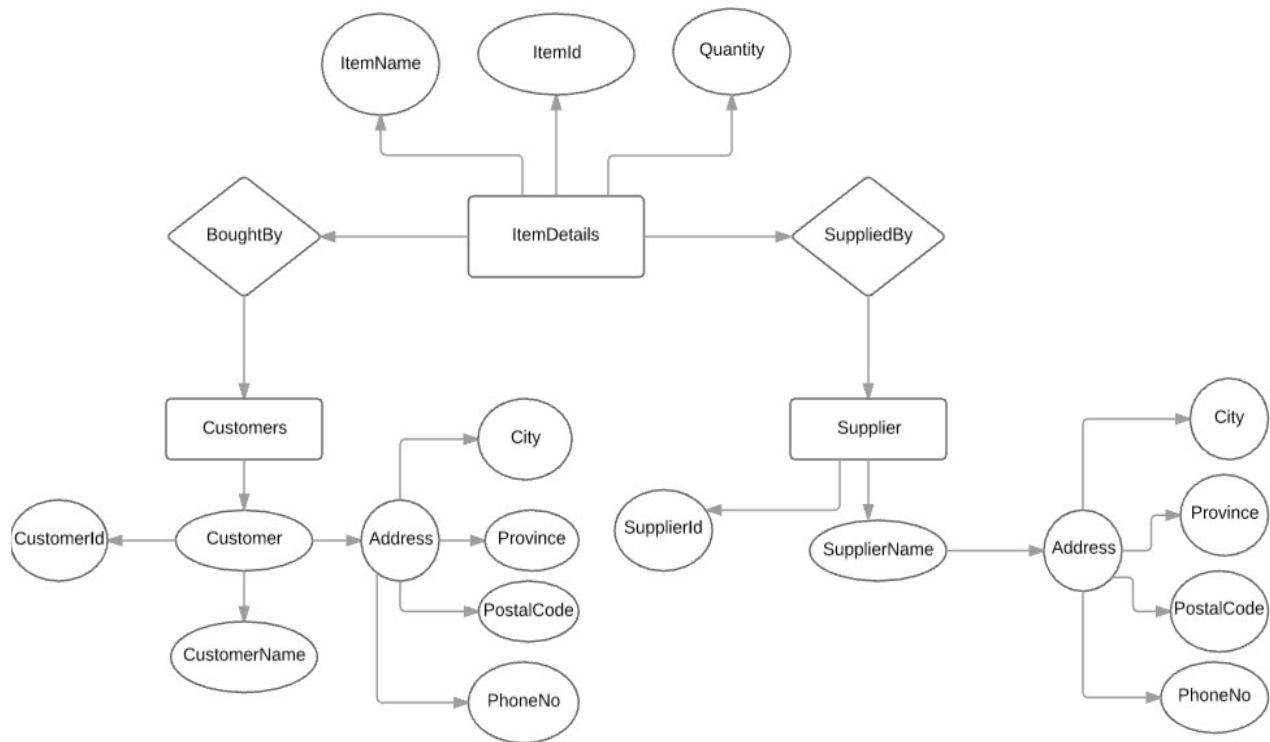 ItemName
ItemId
Quantity
BoughtBy
ItemDetails
SuppliedBy
Customers
Supplier
City
City
CustomerId
Customer
Address
Province
SupplierId
SupplierName
Address
Province
PostalCode
PostalCode
CustomerName
PhoneNo
PhoneNo